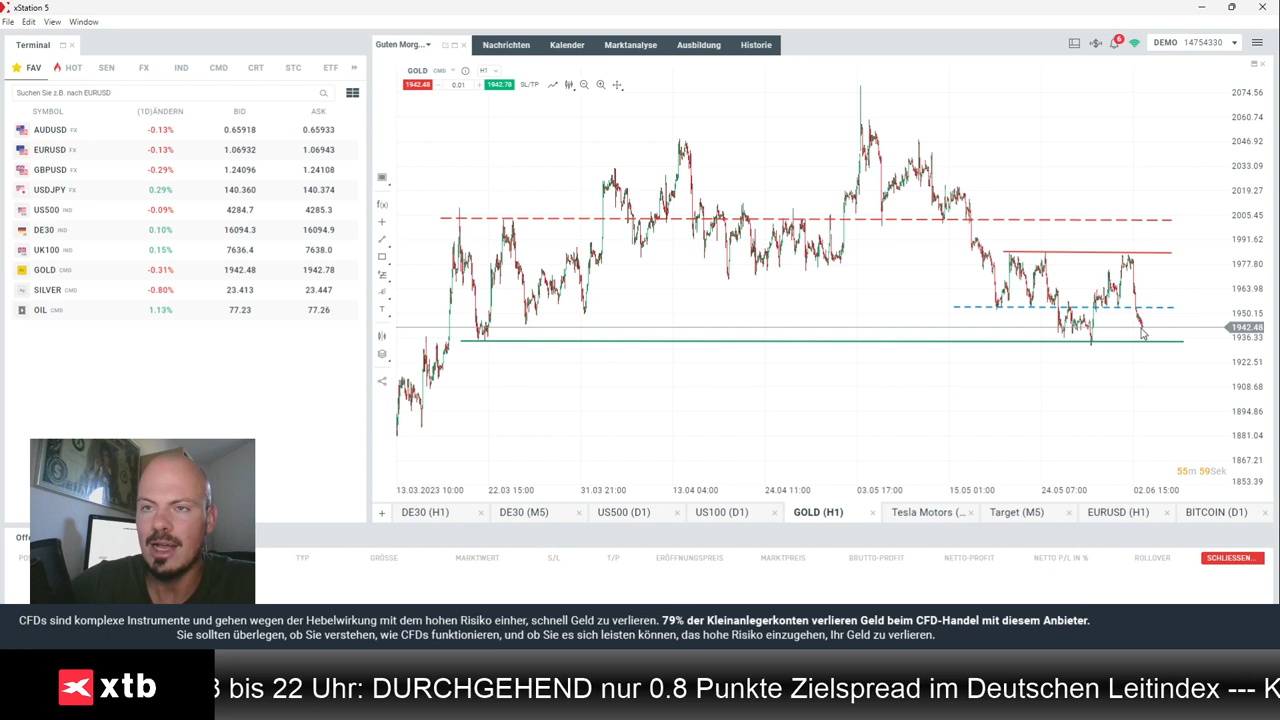 xStation 5
File Edit View Window
Terminal
Guten Morg...
Nachrichten Kalender Marktanalyse Ausbildung Historie
6
DEMO 14754330
FAV HOT SEN FX IND CMD CRT STC ETF
Suchen Sie z.B. nach EURUSD
SYMBOL (1D)ÄNDERN BID ASK
AUDUSD FX -0.13% 0.65918 0.65933
EURUSD FX -0.13% 1.06932 1.06943
GBPUSD FX -0.29% 1.24096 1.24108
USDJPY FX 0.29% 140.360 140.374
US500 IND -0.09% 4284.7 4285.3
DE30 IND 0.10% 16094.3 16094.9
UK100 IND 0.15% 7636.4 7638.0
GOLD CMD -0.31% 1942.48 1942.78
SILVER CMD -0.80% 23.413 23.447
OIL CMD 1.13% 77.23 77.26
GOLD CMD H1
1942.48 0.01 1942.78 SL/TP
f(x)
T
2074.56
2060.74
2046.92
2033.09
2019.27
2005.45
1991.62
1977.80
1963.98
1950.15
1942.48
1936.33
1922.51
1908.68
1894.86
1881.04
1867.21
1853.39
55m 59Sek
13.03.2023 10:00 22.03 15:00 31.03 21:00 13.04 04:00 24.04 11:00 03.05 17:00 15.05 01:00 24.05 07:00 02.06 15:00
DE30 (H1) DE30 (M5) US500 (D1) US100 (D1) GOLD (H1) Tesla Motors (... Target (M5) EURUSD (H1) BITCOIN (D1)
TYP GRÖSSE MARKTWERT S/L T/P ERÖFFNUNGSPREIS MARKTPREIS BRUTTO-PROFIT NETTO-PROFIT NETTO P/L IN % ROLLOVER SCHLIESSEN...
CFDs sind komplexe Instrumente und gehen wegen der Hebelwirkung mit dem hohen Risiko einher, schnell Geld zu verlieren. 79% der Kleinanlegerkonten verlieren Geld beim CFD-Handel mit diesem Anbieter.
Sie sollten überlegen, ob Sie verstehen, wie CFDs funktionieren, und ob Sie es sich leisten können, das hohe Risiko einzugehen, Ihr Geld zu verlieren.
xtb
bis 22 Uhr: DURCHGEHEND nur 0.8 Punkte Zielspread im Deutschen Leitindex --- K